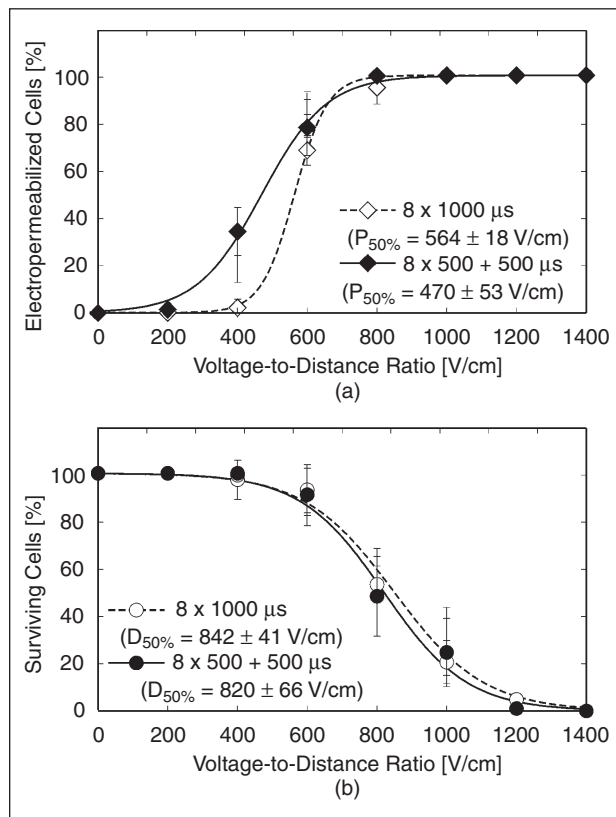 Electropermeabilized Cells [%]
100
80
60
40
20
0
8 x 1000 μs
(P50% = 564 ± 18 V/cm)
8 x 500 + 500 μs
(P50% = 470 ± 53 V/cm)
0 200 400 600 800 1000 1200 1400
Voltage-to-Distance Ratio [V/cm]
(a)
Surviving Cells [%]
100
80
60
40
20
0
8 x 1000 μs
(D50% = 842 ± 41 V/cm)
8 x 500 + 500 μs
(D50% = 820 ± 66 V/cm)
0 200 400 600 800 1000 1200 1400
Voltage-to-Distance Ratio [V/cm]
(b)